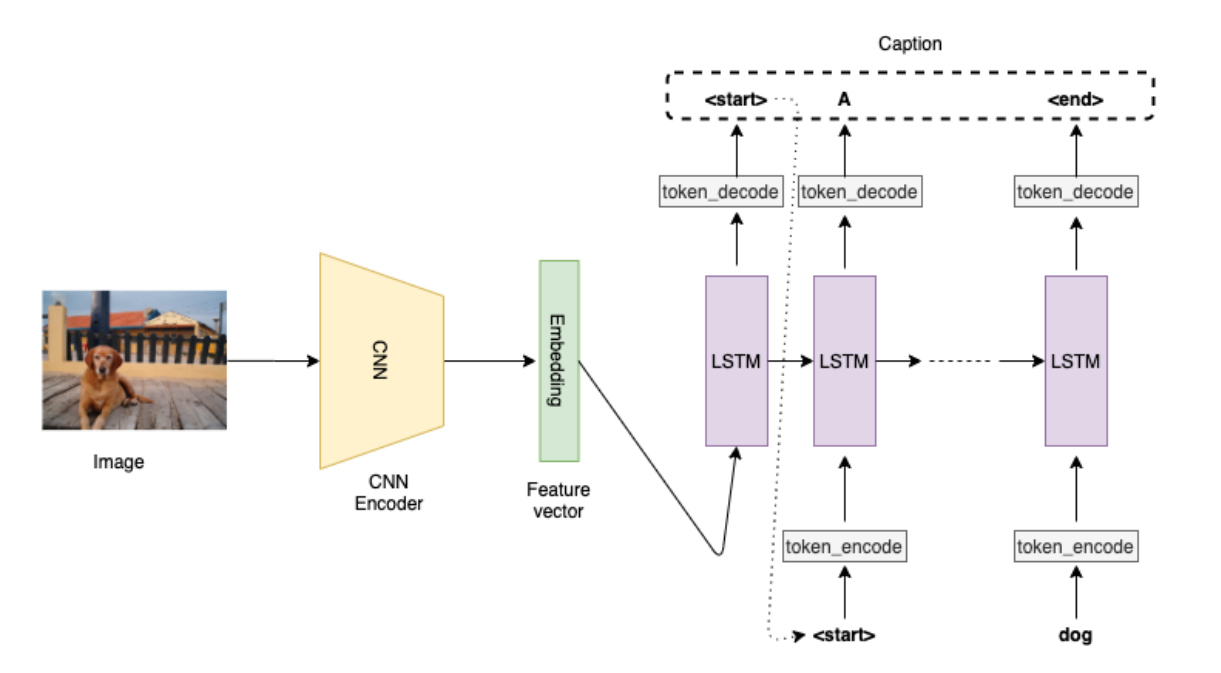 Caption
<start> A <end>
token_decode token_decode token_decode
CNN
Embedding
LSTM LSTM LSTM
Image
CNN
Encoder
Feature
vector
token_encode token_encode
<start> dog